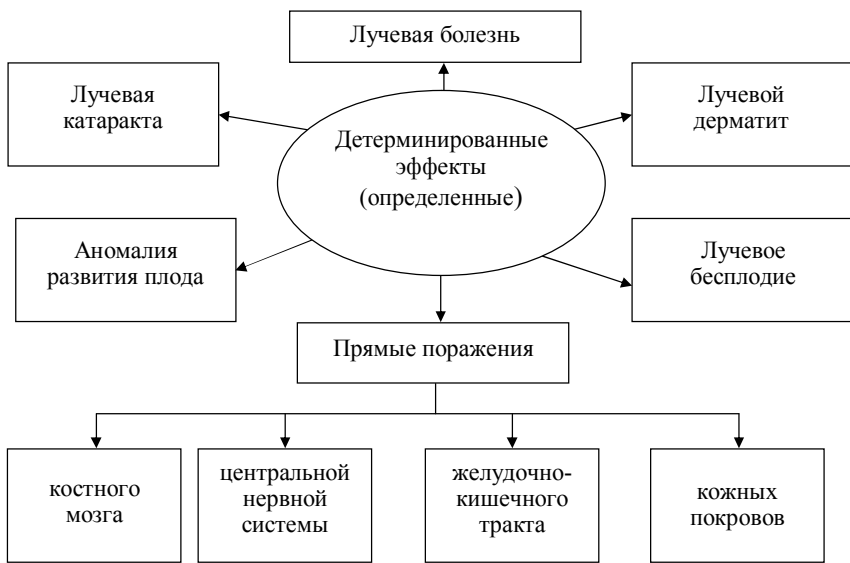 Лучевая болезнь
Лучевая
катаракта
Лучевой
дерматит
Детерминированные
эффекты
(определенные)
Аномалия
развития плода
Лучевое
бесплодие
Прямые поражения
костного
мозга
центральной
нервной
системы
желудочно-
кишечного
тракта
кожных
покровов